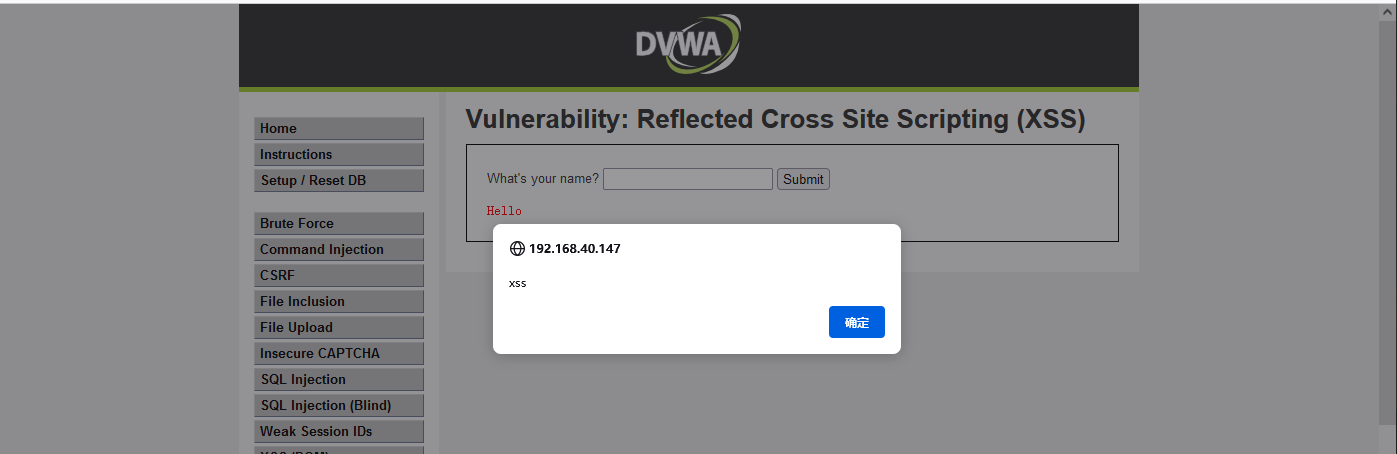 DVWA
Vulnerability: Reflected Cross Site Scripting (XSS)
Home
Instructions
Setup / Reset DB
Brute Force
Command Injection
CSRF
File Inclusion
File Upload
Insecure CAPTCHA
SQL Injection
SQL Injection (Blind)
Weak Session IDs
What's your name? Submit
Hello
192.168.40.147
xss
确定